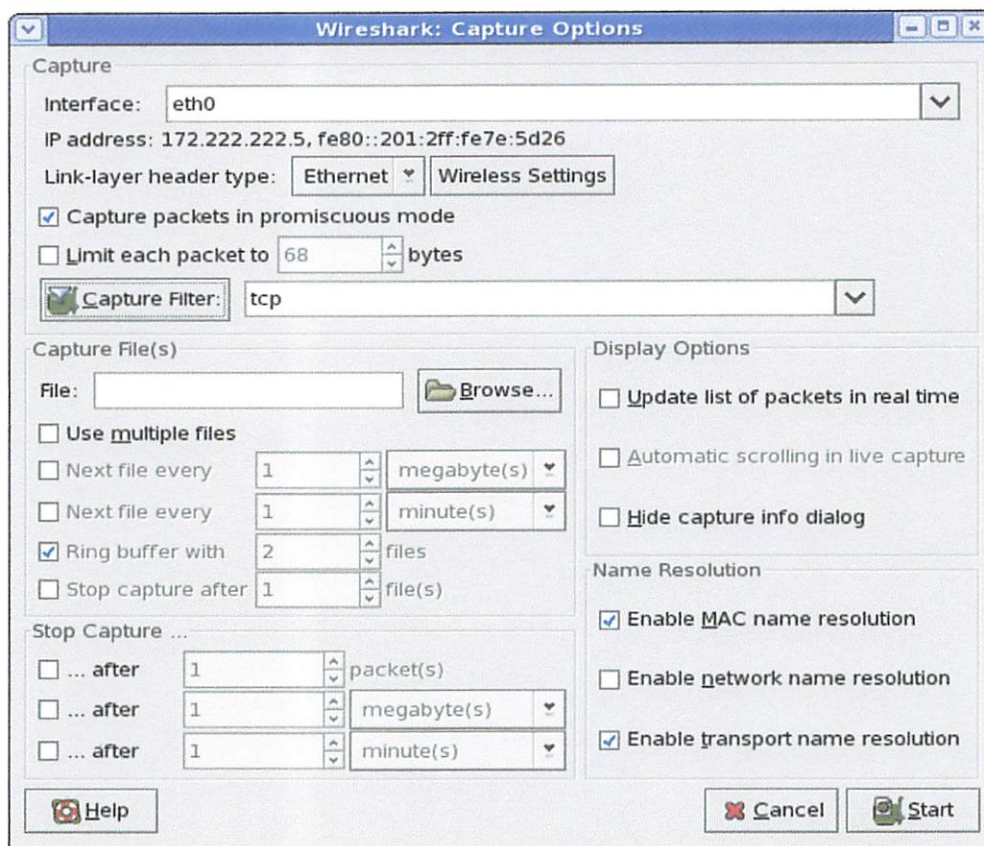 Wireshark: Capture Options
Capture
Interface: eth0
IP address: 172.222.222.5, fe80::201:2ff:fe7e:5d26
Link-layer header type: Ethernet Wireless Settings
Capture packets in promiscuous mode
Limit each packet to 68 bytes
Capture Filter: tcp
Capture File(s)
File: Browse...
Use multiple files
Next file every 1 megabyte(s)
Next file every 1 minute(s)
Ring buffer with 2 files
Stop capture after 1 file(s)
Stop Capture ...
... after 1 packet(s)
... after 1 megabyte(s)
... after 1 minute(s)
Display Options
Update list of packets in real time
Automatic scrolling in live capture
Hide capture info dialog
Name Resolution
Enable MAC name resolution
Enable network name resolution
Enable transport name resolution
Help
Cancel
Start